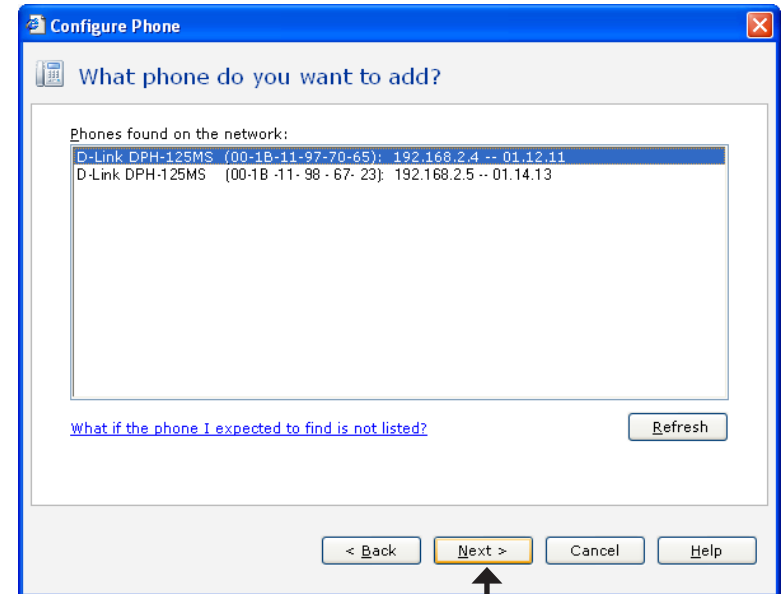 Configure Phone
What phone do you want to add?
Phones found on the network:
D-Link DPH-125MS (00-1B-11-97-70-65): 192.168.2.4 -- 01.12.11
D-Link DPH-125MS (00-1B -11- 98 - 67- 23): 192.168.2.5 -- 01.14.13
What if the phone I expected to find is not listed?
Refresh
< Back
Next >
Cancel
Help